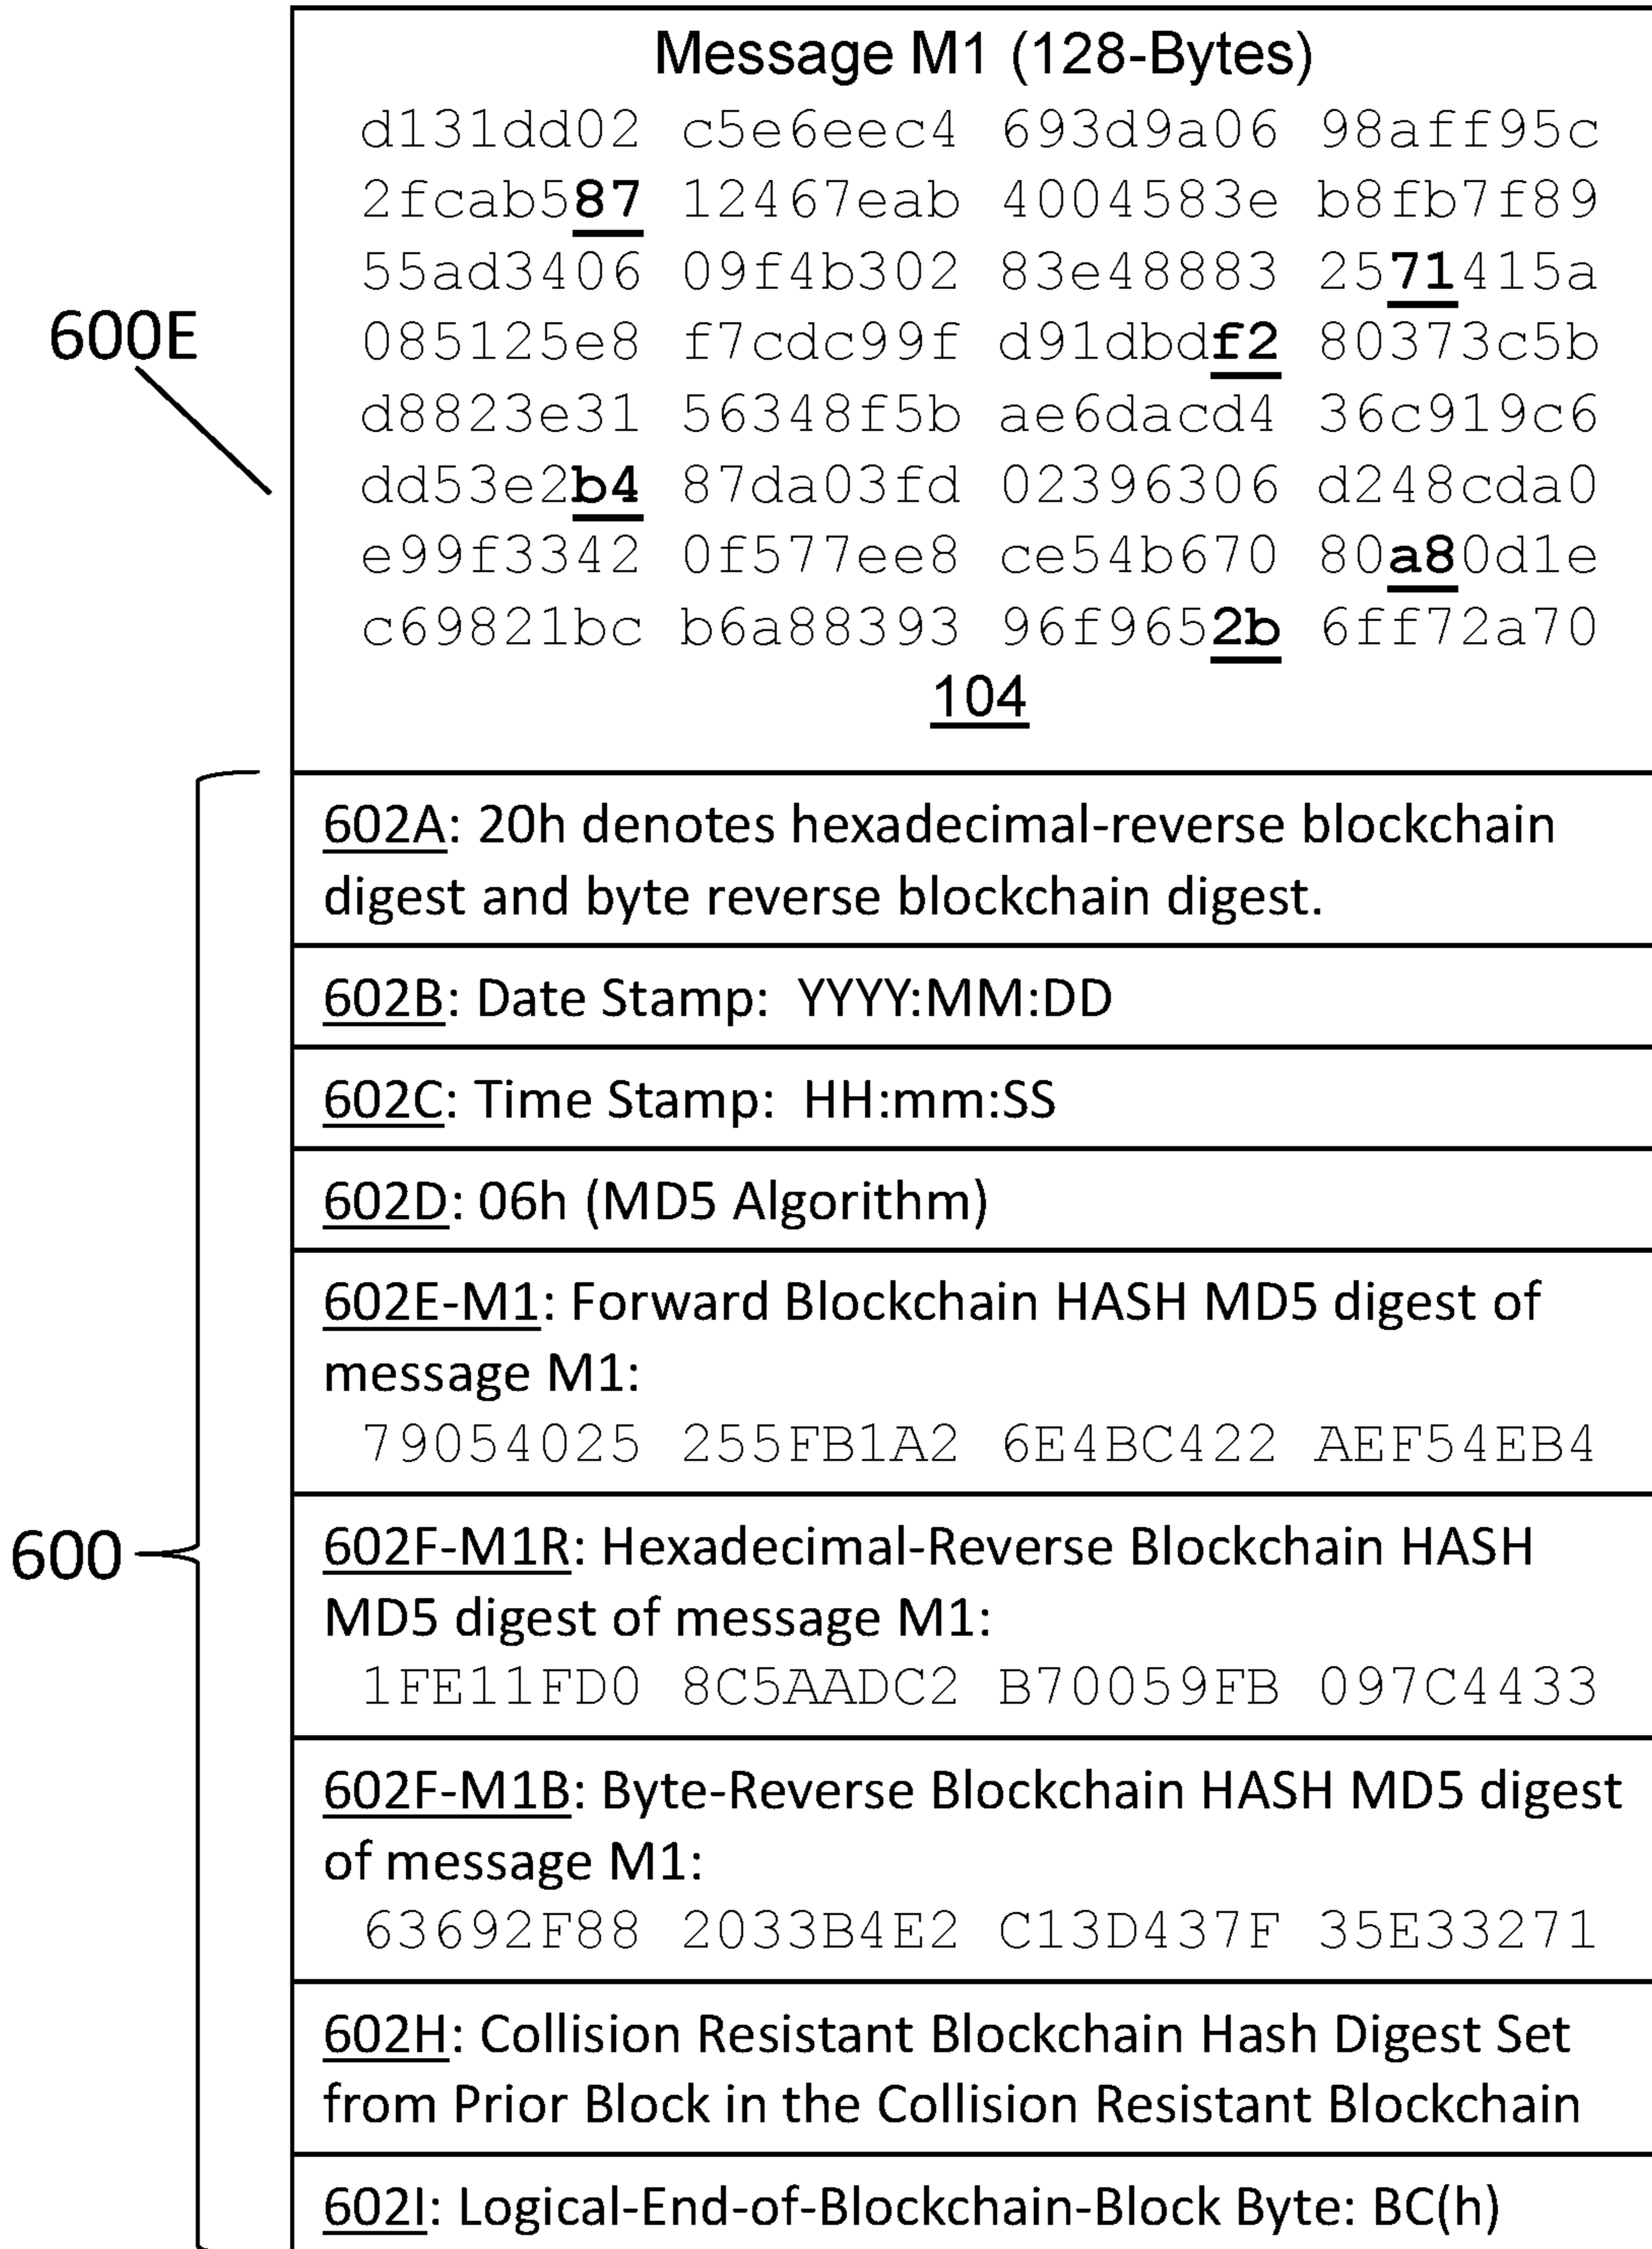 Message M1 (128-Bytes)
d131dd02 c5e6eec4 693d9a06 98aff95c
2fcab587 12467eab 4004583e b8fb7f89
55ad3406 09f4b302 83e48883 2571415a
085125e8 f7cdc99f d91dbdf2 80373c5b
d8823e31 56348f5b ae6dacd4 36c919c6
dd53e2b4 87da03fd 02396306 d248cda0
e99f3342 0f577ee8 ce54b670 80a80d1e
c69821bc b6a88393 96f9652b 6ff72a70
104
600E
602A: 20h denotes hexadecimal-reverse blockchain
digest and byte reverse blockchain digest.
602B: Date Stamp: YYYY:MM:DD
602C: Time Stamp: HH:mm:SS
602D: 06h (MD5 Algorithm)
602E-M1: Forward Blockchain HASH MD5 digest of
message M1:
79054025 255FB1A2 6E4BC422 AEF54EB4
600
602F-M1R: Hexadecimal-Reverse Blockchain HASH
MD5 digest of message M1:
1FE11FD0 8C5AADC2 B70059FB 097C4433
602F-M1B: Byte-Reverse Blockchain HASH MD5 digest
of message M1:
63692F88 2033B4E2 C13D437F 35E33271
602H: Collision Resistant Blockchain Hash Digest Set
from Prior Block in the Collision Resistant Blockchain
602I: Logical-End-of-Blockchain-Block Byte: BC(h)